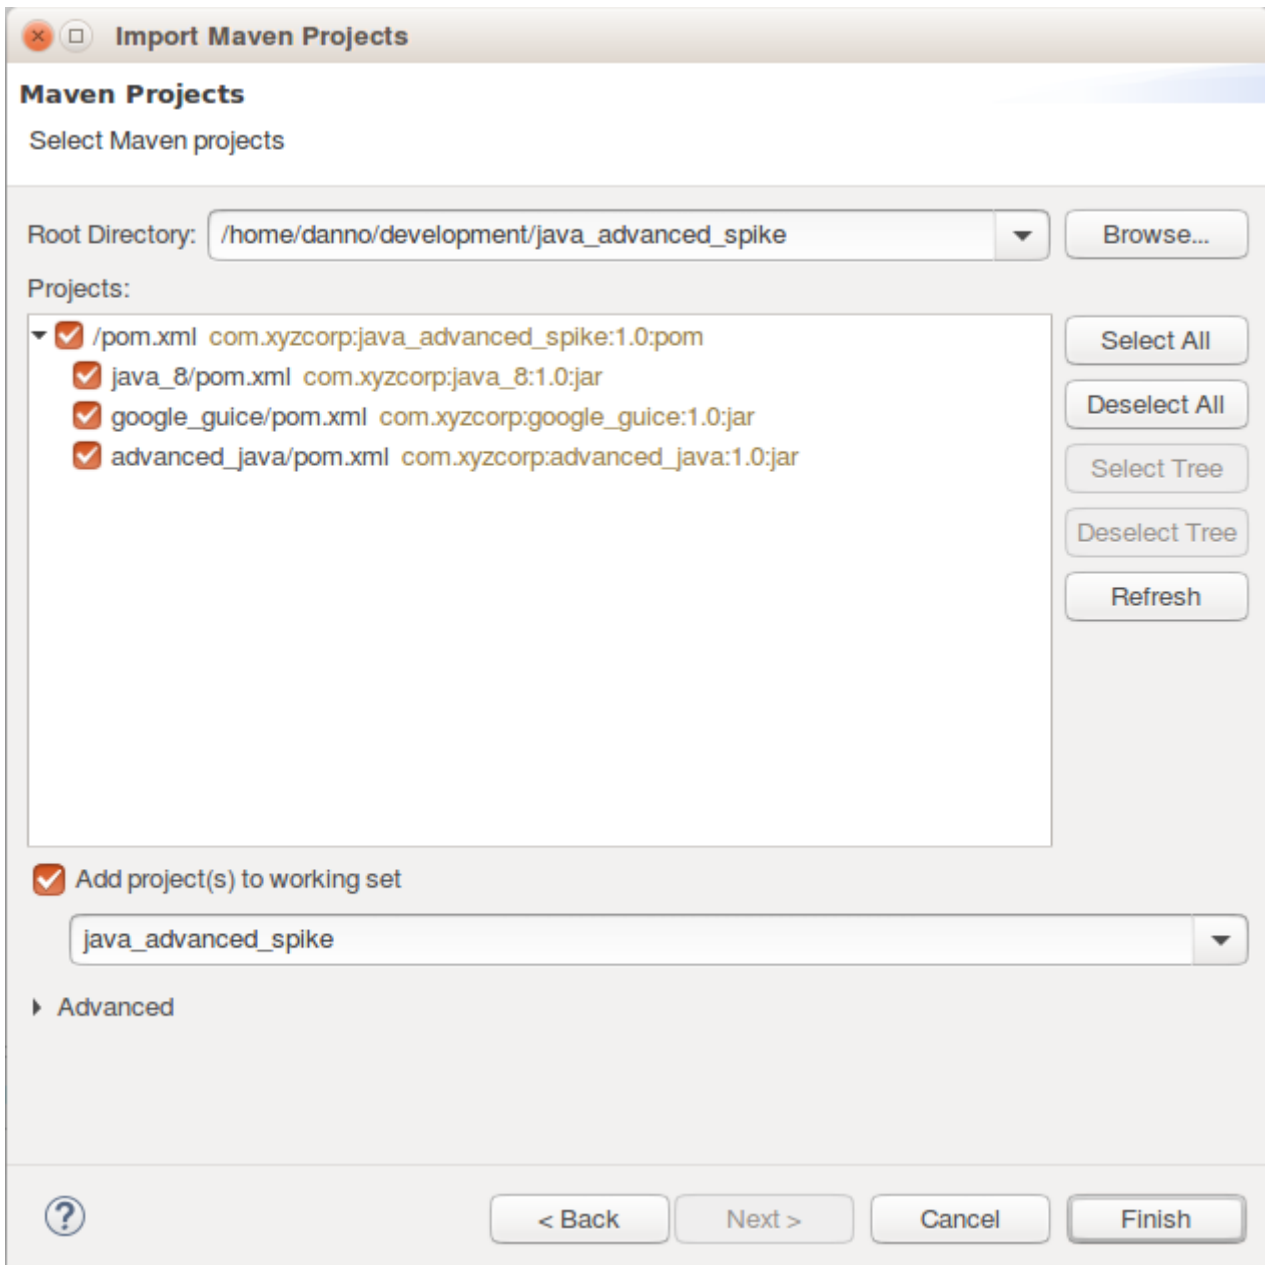 Import Maven Projects
Maven Projects
Select Maven projects
Root Directory: /home/danno/development/java_advanced_spike Browse...
Projects:
/pom.xml com.xyzcorp:java_advanced_spike:1.0:pom
java_8/pom.xml com.xyzcorp:java_8:1.0:jar
google_guice/pom.xml com.xyzcorp:google_guice:1.0:jar
advanced_java/pom.xml com.xyzcorp:advanced_java:1.0:jar
Select All
Deselect All
Select Tree
Deselect Tree
Refresh
Add project(s) to working set
java_advanced_spike
Advanced
? < Back Next > Cancel Finish